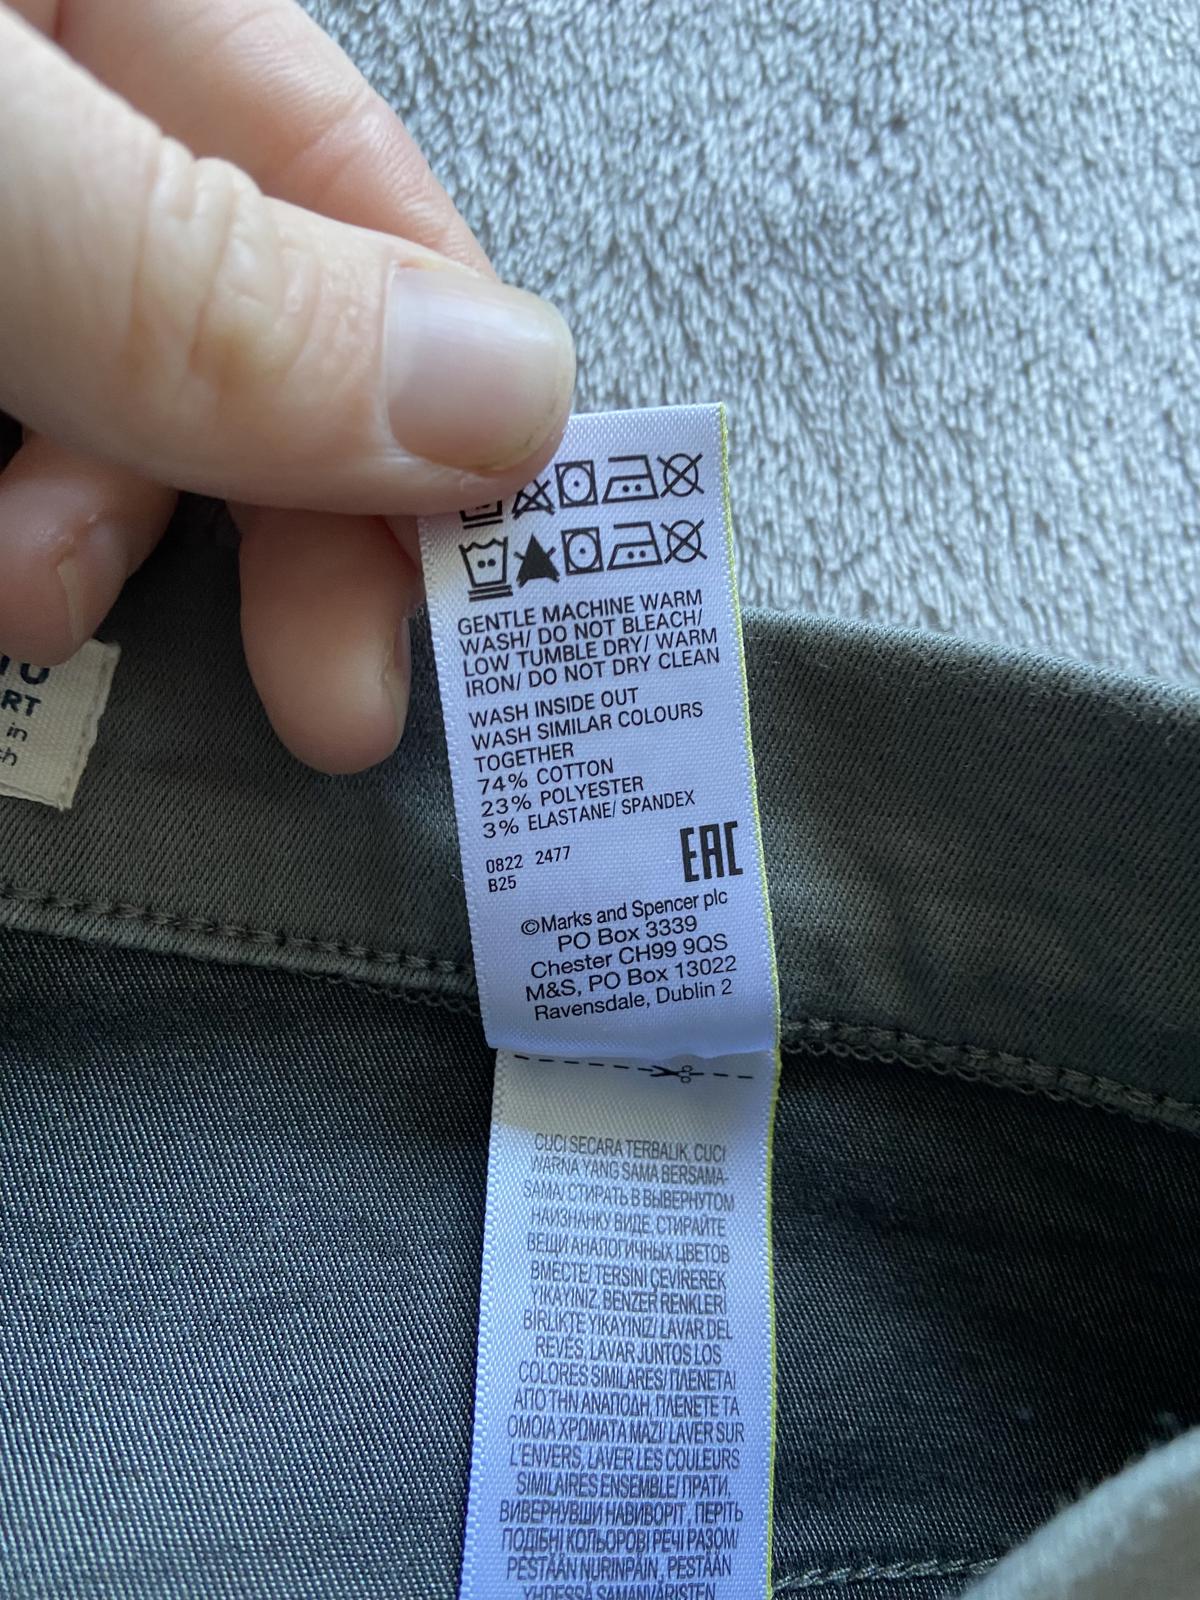 RT
in
GENTLE MACHINE WARM
WASH/ DO NOT BLEACH/
LOW TUMBLE DRY/ WARM
IRON/ DO NOT DRY CLEAN
WASH INSIDE OUT
WASH SIMILAR COLOURS
TOGETHER
74% COTTON
23% POLYESTER
3% ELASTANE/ SPANDEX
0822 2477
B25
EAC
©Marks and Spencer plc
PO Box 3339
Chester CH99 9QS
M&S, PO Box 13022
Ravensdale, Dublin 2
CUCI SECARA TERBALIK, CUCI
WARNA YANG SAMA BERSAMA-
SAMA/ СТИРАТЬ В ВЫВЕРНУТОМ
НАИЗНАНКУ ВИДЕ, СТИРАЙТЕ
ВЕЩИ АНАЛОГИЧНЫХ ЦВЕТОВ
ВМЕСТЕ/ TERSİNİ ÇEVİREREK
YIKAYINIZ, BENZER RENKLERİ
BİRLİKTE YIKAYINIZ/ LAVAR DEL
REVÉS, LAVAR JUNTOS LOS
COLORES SIMILARES/ ΠΛΕΝΕΤΑΙ
ΑΠΟ ΤΗΝ ΑΝΑΠΟΔΗ, ΠΛΕΝΕΤΕ ΤΑ
ΟΜΟΙΑ ΧΡΩΜΑΤΑ ΜΑΖΙ/ LAVER SUR
L'ENVERS, LAVER LES COULEURS
SIMILAIRES ENSEMBLE/ ПРАТИ,
ВИВЕРНУВШИ НАВИВОРІТ, ПЕРІТЬ
ПОДІБНІ КОЛЬОРОВІ РЕЧІ РАЗОМ/
PESTÄÄN NURINPÄIN, PESTÄÄN
YHDESSÄ SAMANVÄRISTEN